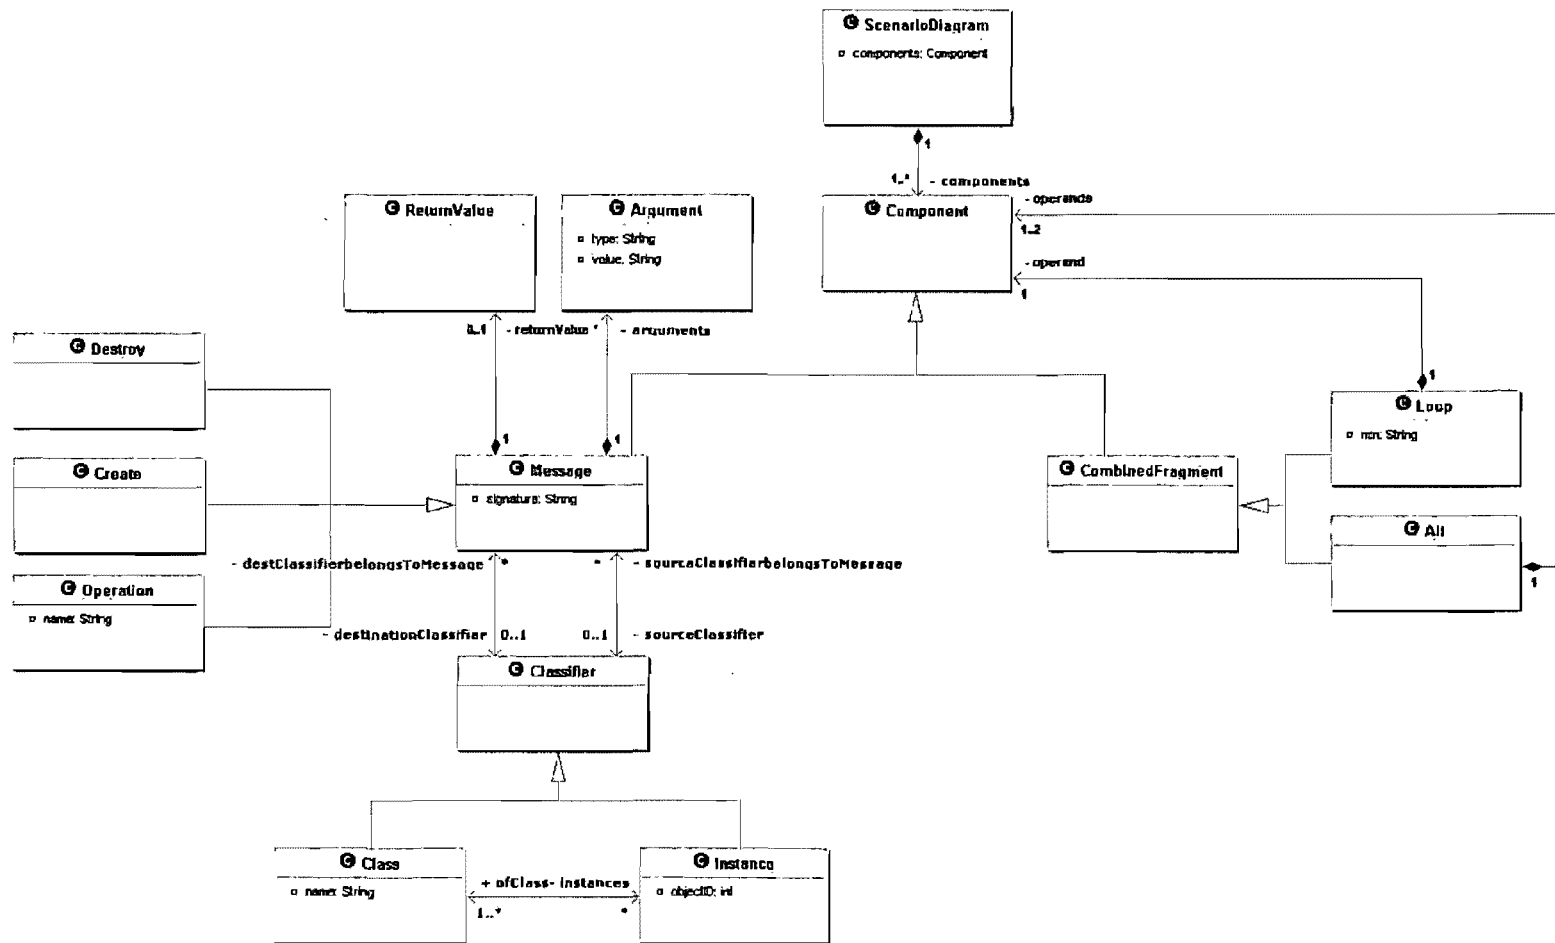 ScenarioDiagram
components: Component
1
1..*
- components
Component
- operands
1..2
- operand
1
ReturnValue
Argument
type: String
value: String
0..1
- returnValue
*
- arguments
Destroy
Create
Operation
name: String
1
1
Message
signature: String
CombinedFragment
1
Loop
min: String
Alt
1
- destClassifierbelongsToMessage
*
*
- sourceClassifierbelongsToMessage
- destinationClassifier
0..1
0..1
- sourceClassifier
Classifier
Class
name: String
+ ofClass
- instances
1..*
*
Instance
objectID: int